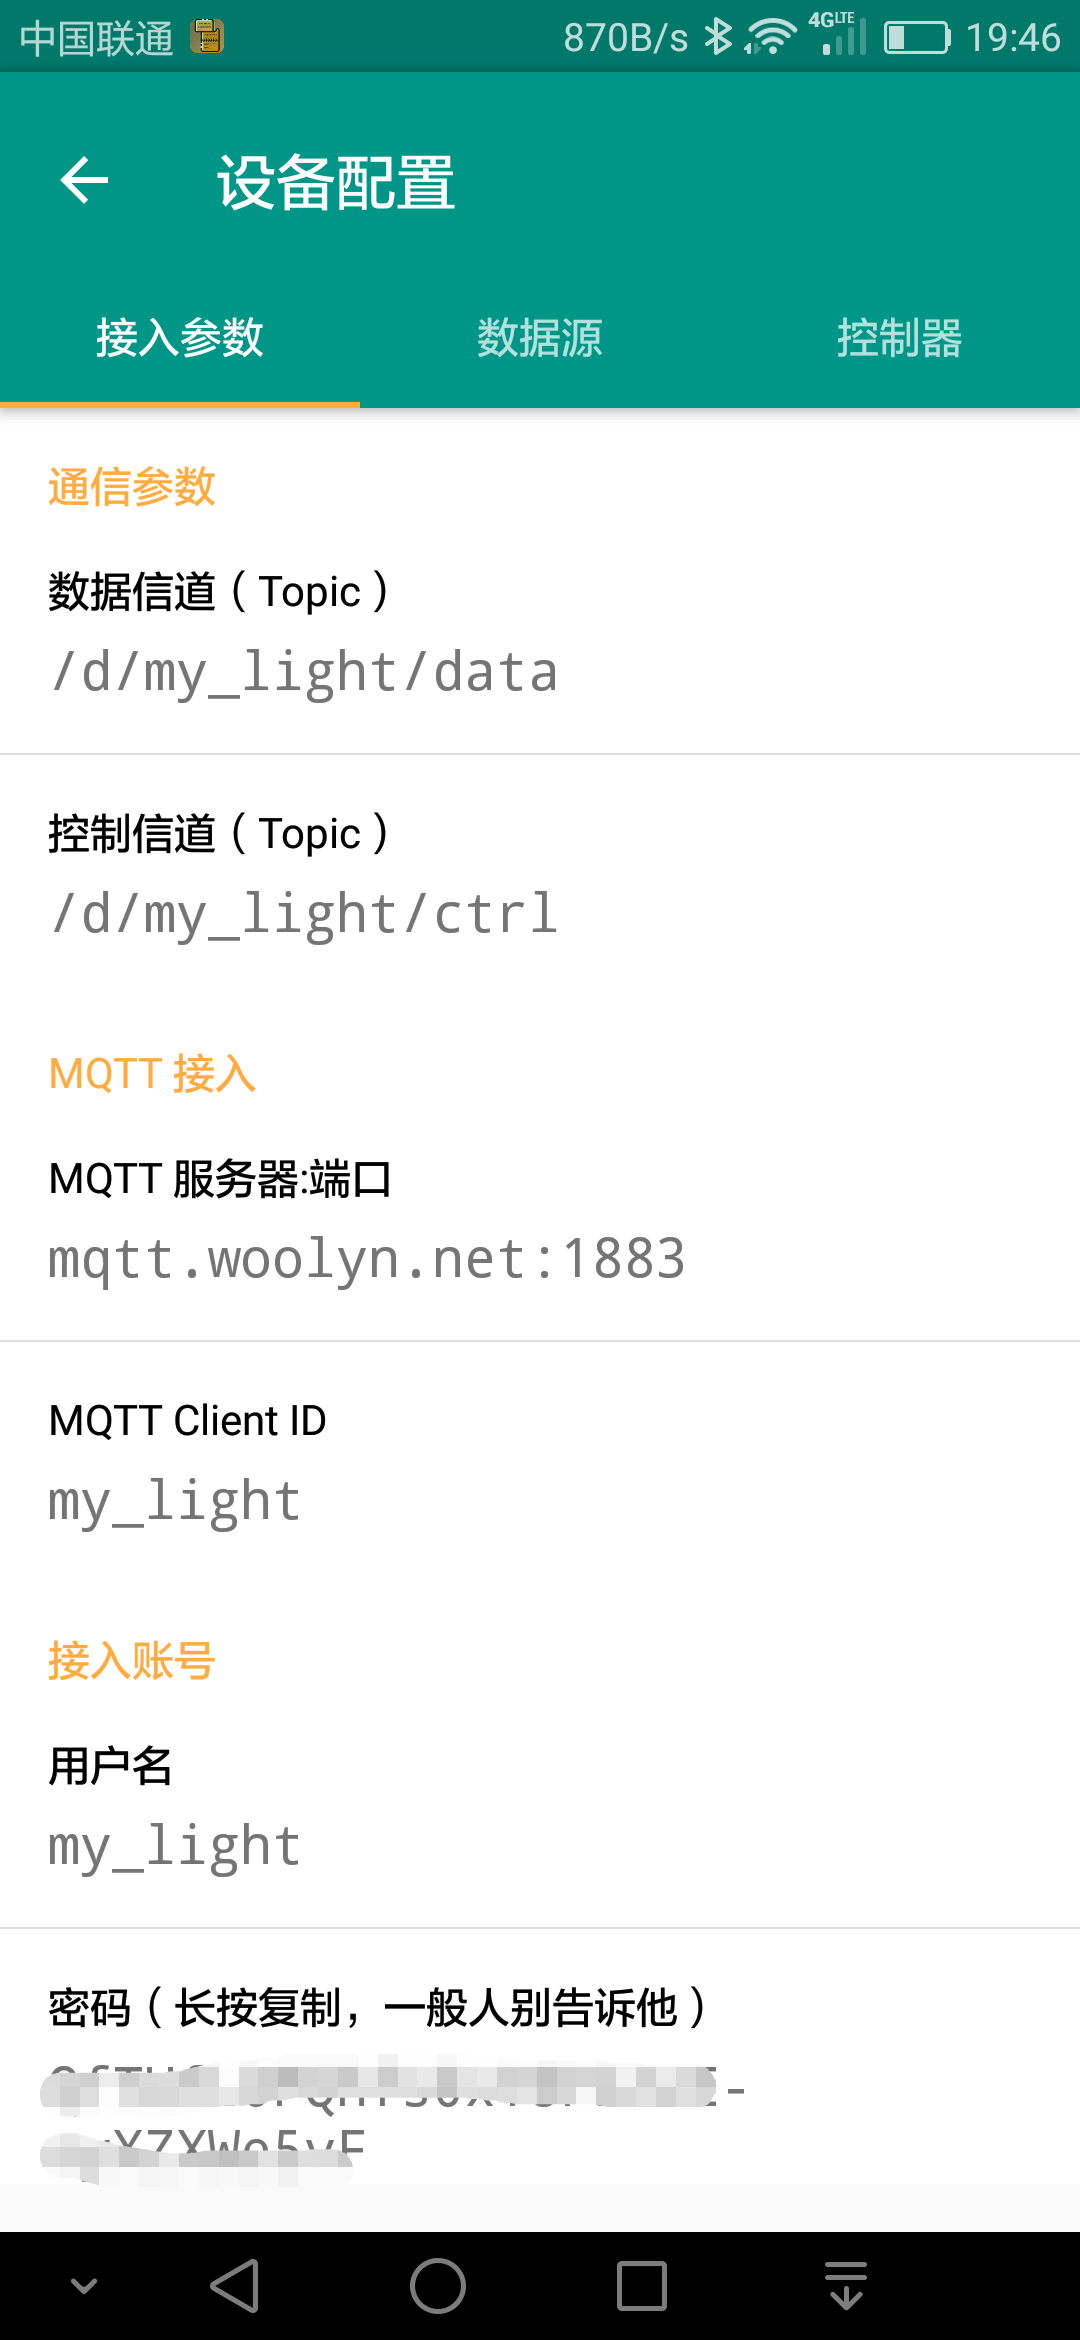 中国联通 870B/s 4G LTE 19:46
设备配置
接入参数 数据源 控制器
通信参数
数据信道（Topic）
/d/my_light/data
控制信道（Topic）
/d/my_light/ctrl
MQTT 接入
MQTT 服务器:端口
mqtt.woolyn.net:1883
MQTT Client ID
my_light
接入账号
用户名
my_light
密码（长按复制，一般人别告诉他）